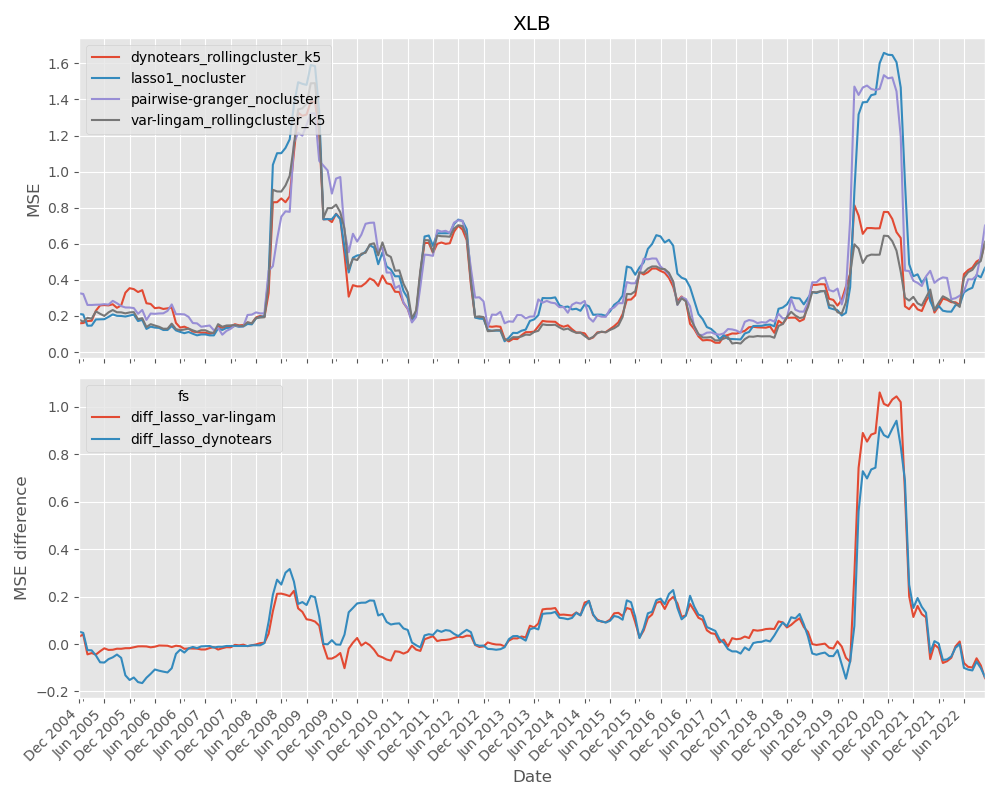 XLB
dynotears_rollingcluster_k5
lasso1_nocluster
pairwise-granger_nocluster
var-lingam_rollingcluster_k5
1.6
1.4
1.2
1.0
0.8
0.6
0.4
0.2
0.0
MSE
fs
diff_lasso_var-lingam
diff_lasso_dynotears
1.0
0.8
0.6
0.4
0.2
0.0
−0.2
MSE difference
Dec 2004
Jun 2005
Dec 2005
Jun 2006
Dec 2006
Jun 2007
Dec 2007
Jun 2008
Dec 2008
Jun 2009
Dec 2009
Jun 2010
Dec 2010
Jun 2011
Dec 2011
Jun 2012
Dec 2012
Jun 2013
Dec 2013
Jun 2014
Dec 2014
Jun 2015
Dec 2015
Jun 2016
Dec 2016
Jun 2017
Dec 2017
Jun 2018
Dec 2018
Jun 2019
Dec 2019
Jun 2020
Dec 2020
Jun 2021
Dec 2021
Jun 2022
Date